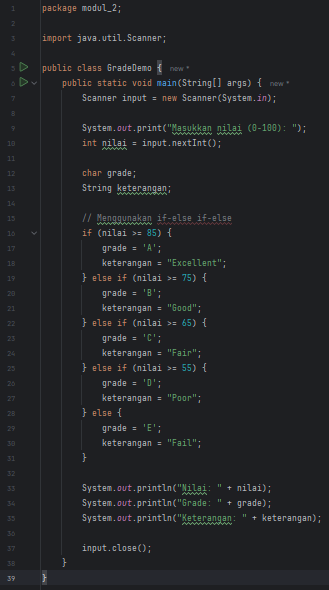 1 package modul_2;
2
3 import java.util.Scanner;
4
5 public class GradeDemo { new *
6 public static void main(String[] args) { new *
7 Scanner input = new Scanner(System.in);
8
9 System.out.print("Masukkan nilai (0-100): ");
10 int nilai = input.nextInt();
11
12 char grade;
13 String keterangan;
14
15 // Menggunakan if-else if-else
16 if (nilai >= 85) {
17 grade = 'A';
18 keterangan = "Excellent";
19 } else if (nilai >= 75) {
20 grade = 'B';
21 keterangan = "Good";
22 } else if (nilai >= 65) {
23 grade = 'C';
24 keterangan = "Fair";
25 } else if (nilai >= 55) {
26 grade = 'D';
27 keterangan = "Poor";
28 } else {
29 grade = 'E';
30 keterangan = "Fail";
31 }
32
33 System.out.println("Nilai: " + nilai);
34 System.out.println("Grade: " + grade);
35 System.out.println("Keterangan: " + keterangan);
36
37 input.close();
38 }
39 }